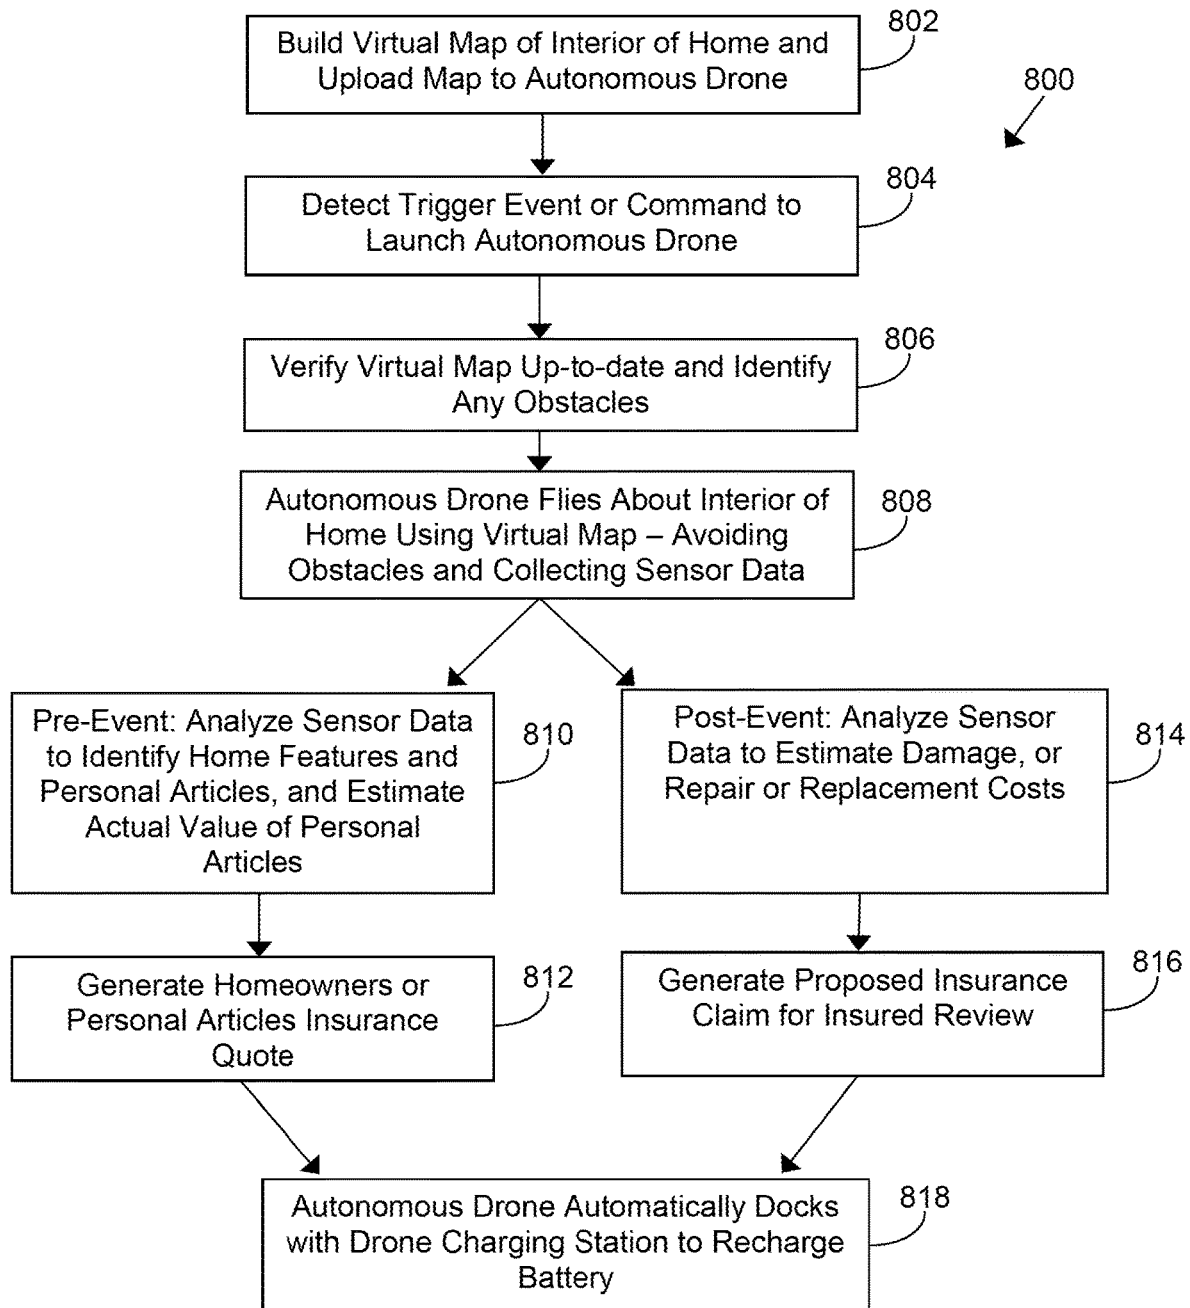 802
Build Virtual Map of Interior of Home and
Upload Map to Autonomous Drone
800
804
Detect Trigger Event or Command to
Launch Autonomous Drone
806
Verify Virtual Map Up-to-date and Identify
Any Obstacles
808
Autonomous Drone Flies About Interior of
Home Using Virtual Map – Avoiding
Obstacles and Collecting Sensor Data
810
Pre-Event: Analyze Sensor Data
to Identify Home Features and
Personal Articles, and Estimate
Actual Value of Personal
Articles
814
Post-Event: Analyze Sensor
Data to Estimate Damage, or
Repair or Replacement Costs
812
Generate Homeowners or
Personal Articles Insurance
Quote
816
Generate Proposed Insurance
Claim for Insured Review
818
Autonomous Drone Automatically Docks
with Drone Charging Station to Recharge
Battery